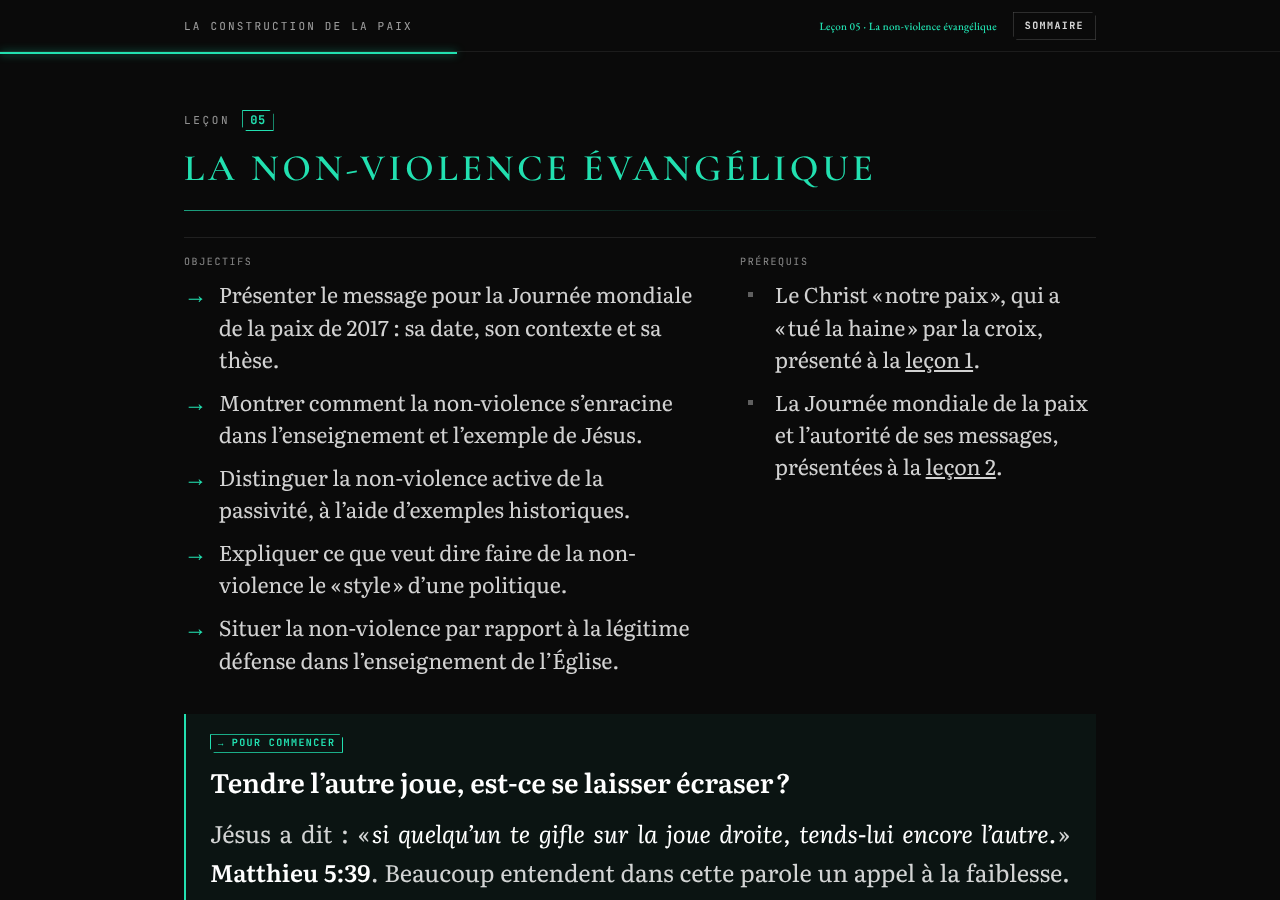 LA CONSTRUCTION DE LA PAIX
Leçon 05 · La non-violence évangélique
SOMMAIRE
LEÇON 05
LA NON-VIOLENCE ÉVANGÉLIQUE
OBJECTIFS
→ Présenter le message pour la Journée mondiale
de la paix de 2017 : sa date, son contexte et sa
thèse.
→ Montrer comment la non-violence s’enracine
dans l’enseignement et l’exemple de Jésus.
→ Distinguer la non-violence active de la
passivité, à l’aide d’exemples historiques.
→ Expliquer ce que veut dire faire de la non-
violence le « style » d’une politique.
→ Situer la non-violence par rapport à la légitime
défense dans l’enseignement de l’Église.
PRÉREQUIS
▪ Le Christ « notre paix », qui a
« tué la haine » par la croix,
présenté à la leçon 1.
▪ La Journée mondiale de la paix
et l’autorité de ses messages,
présentées à la leçon 2.
→ POUR COMMENCER
Tendre l’autre joue, est-ce se laisser écraser ?
Jésus a dit : « si quelqu’un te gifle sur la joue droite, tends-lui encore l’autre. »
Matthieu 5:39. Beaucoup entendent dans cette parole un appel à la faiblesse.